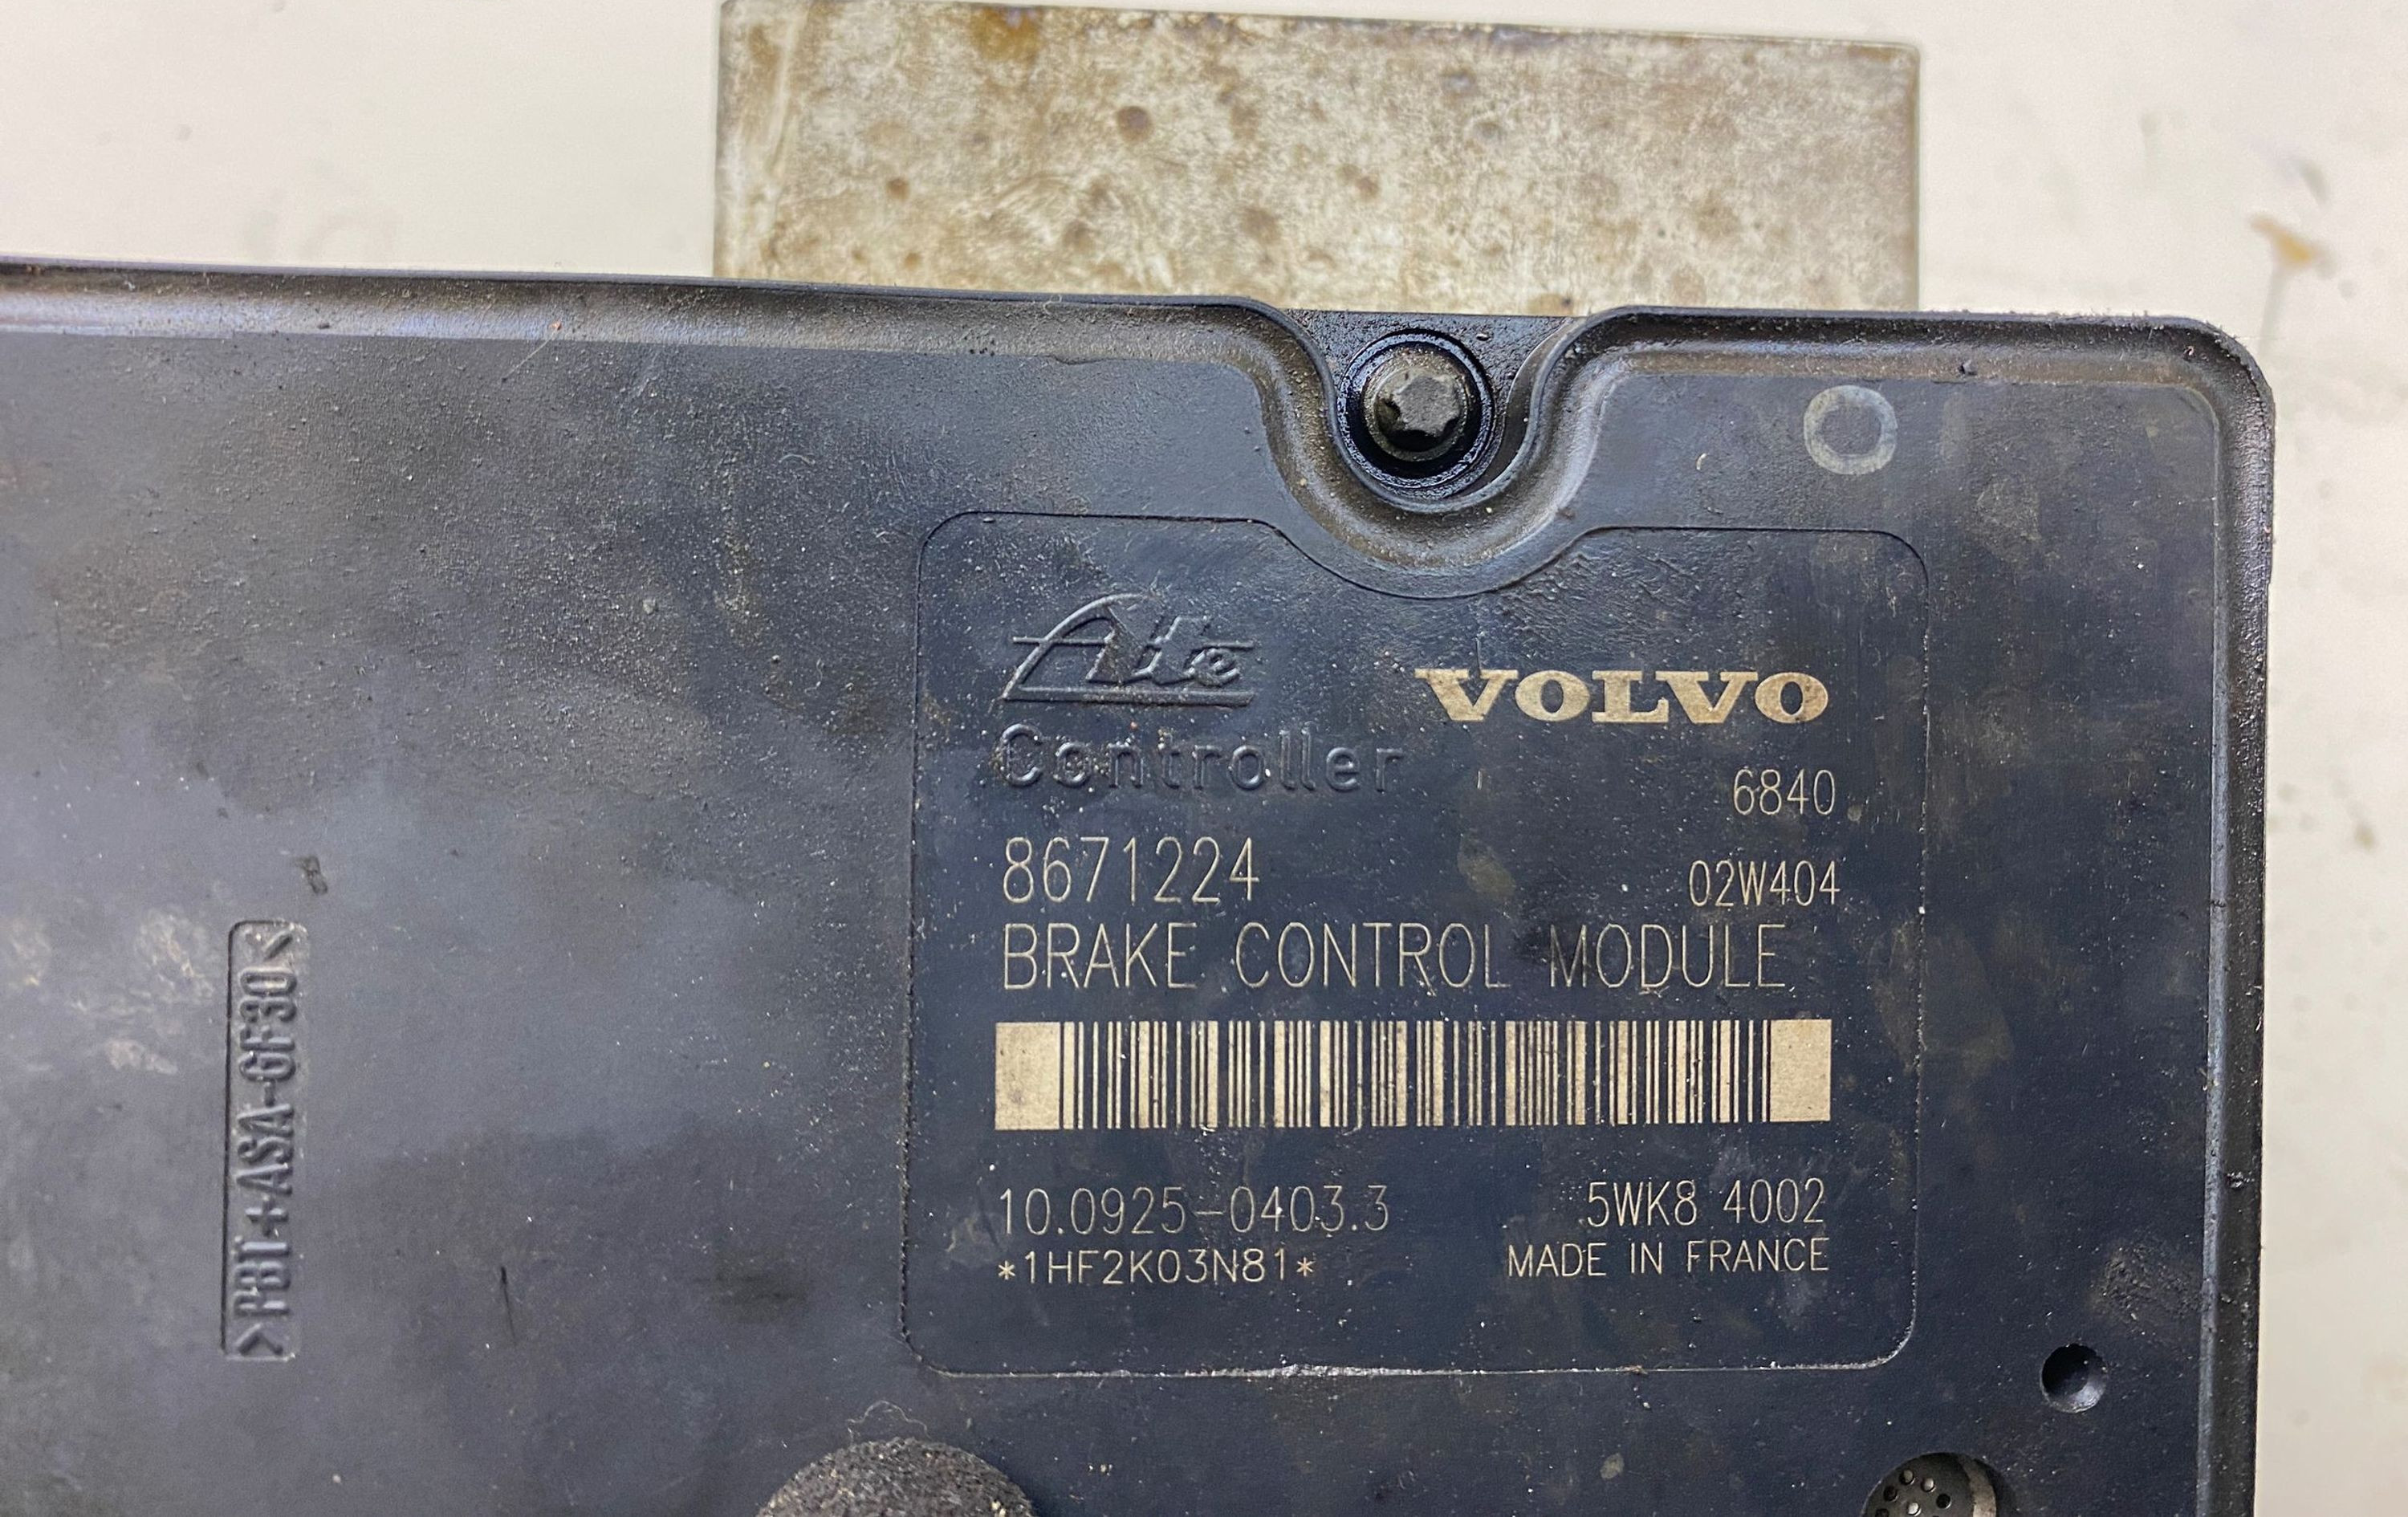 Ate
VOLVO
Controller
6840
8671224
02W404
BRAKE CONTROL MODULE
10.0925-0403.3
5WK8 4002
*1HF2K03N81*
MADE IN FRANCE
>PBT+ASA-GF30<